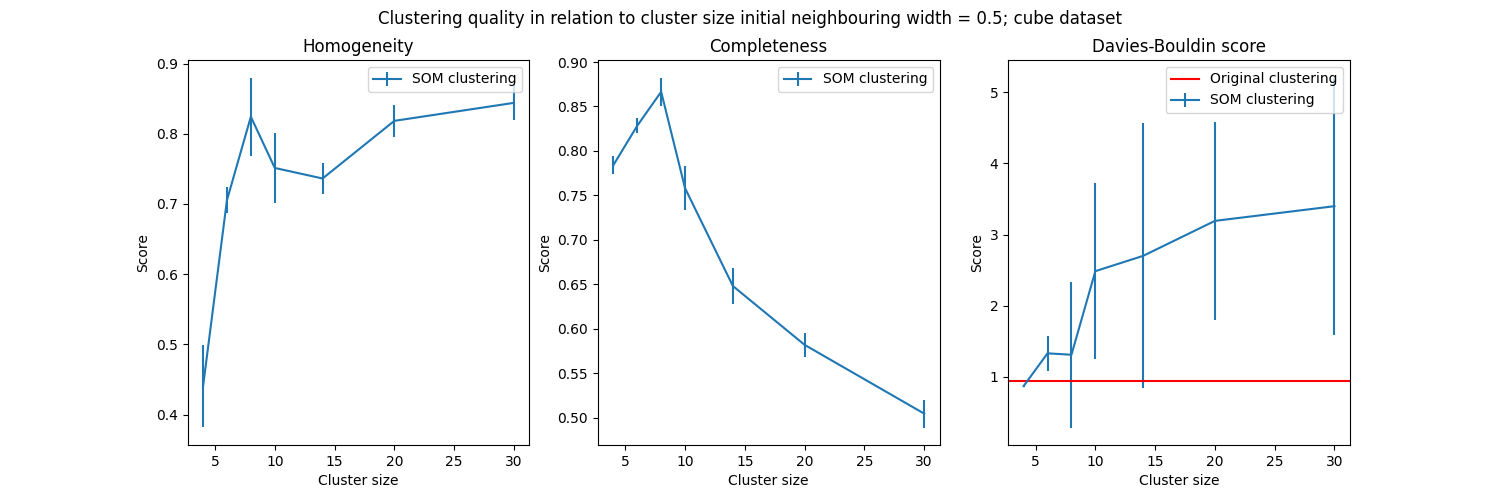 Clustering quality in relation to cluster size initial neighbouring width = 0.5; cube dataset
Homogeneity
SOM clustering
0.9
0.8
0.7
0.6
0.5
0.4
Score
5 10 15 20 25 30
Cluster size
Completeness
SOM clustering
0.90
0.85
0.80
0.75
0.70
0.65
0.60
0.55
0.50
Score
5 10 15 20 25 30
Cluster size
Davies-Bouldin score
Original clustering
SOM clustering
5
4
3
2
1
Score
5 10 15 20 25 30
Cluster size